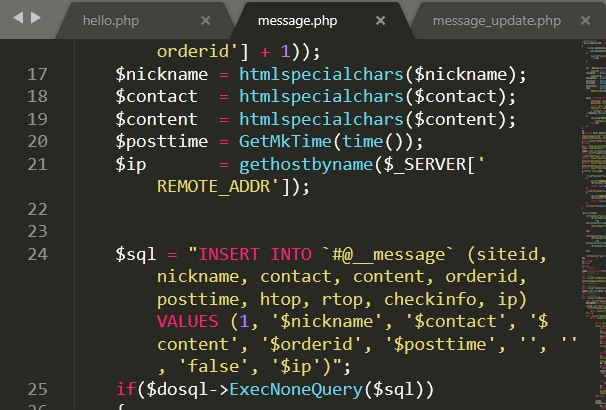 hello.php
message.php
message_update.php
orderid'] + 1));
17 $nickname = htmlspecialchars($nickname);
18 $contact  = htmlspecialchars($contact);
19 $content  = htmlspecialchars($content);
20 $posttime = GetMkTime(time());
21 $ip       = gethostbyname($_SERVER['
REMOTE_ADDR']);
22
23
24 $sql = "INSERT INTO `#@__message` (siteid,
nickname, contact, content, orderid,
posttime, htop, rtop, checkinfo, ip)
VALUES (1, '$nickname', '$contact', '$
content', '$orderid', '$posttime', '', ''
, 'false', '$ip')";
25 if($dosql->ExecNoneQuery($sql))
26 {